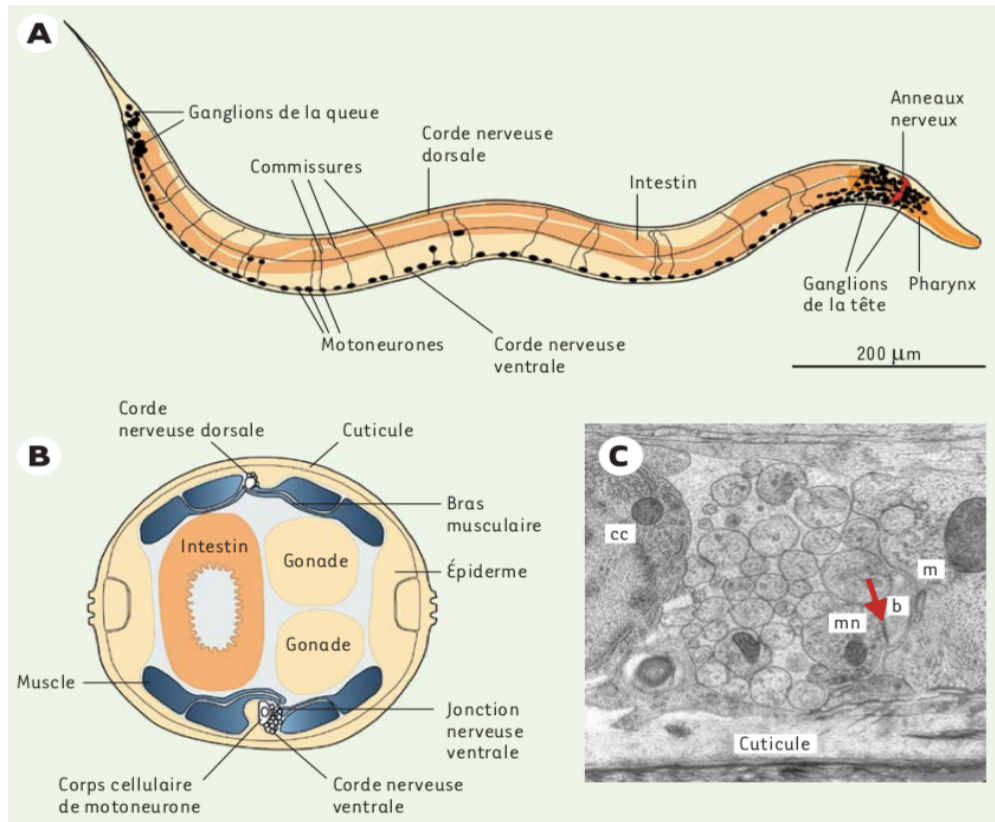 A
Ganglions de la queue
Commissures
Corde nerveuse
dorsale
Intestin
Anneaux
nerveux
Ganglions
de la tête
Pharynx
Motoneurones
Corde nerveuse
ventrale
200 µm
B
Corde
nerveuse dorsale
Cuticule
Bras
musculaire
Intestin
Gonade
Épiderme
Gonade
Muscle
Jonction
nerveuse
ventrale
Corps cellulaire
de motoneurone
Corde nerveuse
ventrale
C
cc
m
b
mn
Cuticule